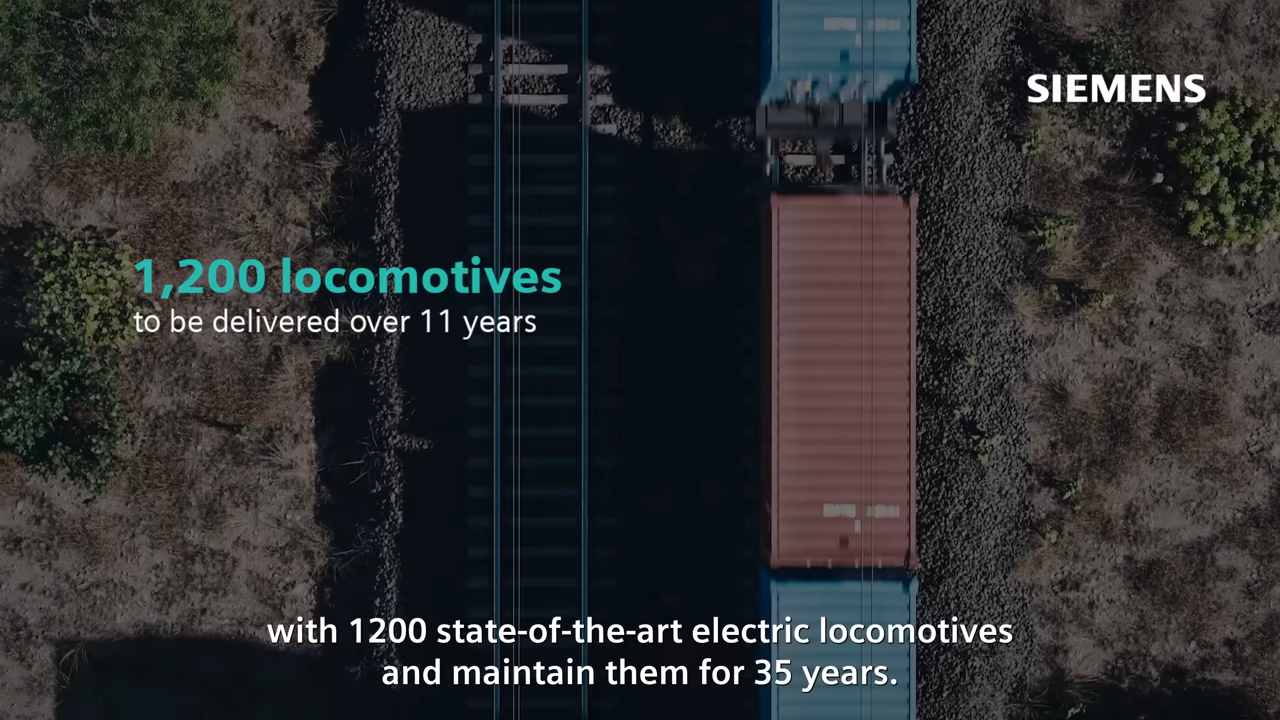 SIEMENS
1,200 locomotives
to be delivered over 11 years
with 1200 state-of-the-art electric locomotives
and maintain them for 35 years.